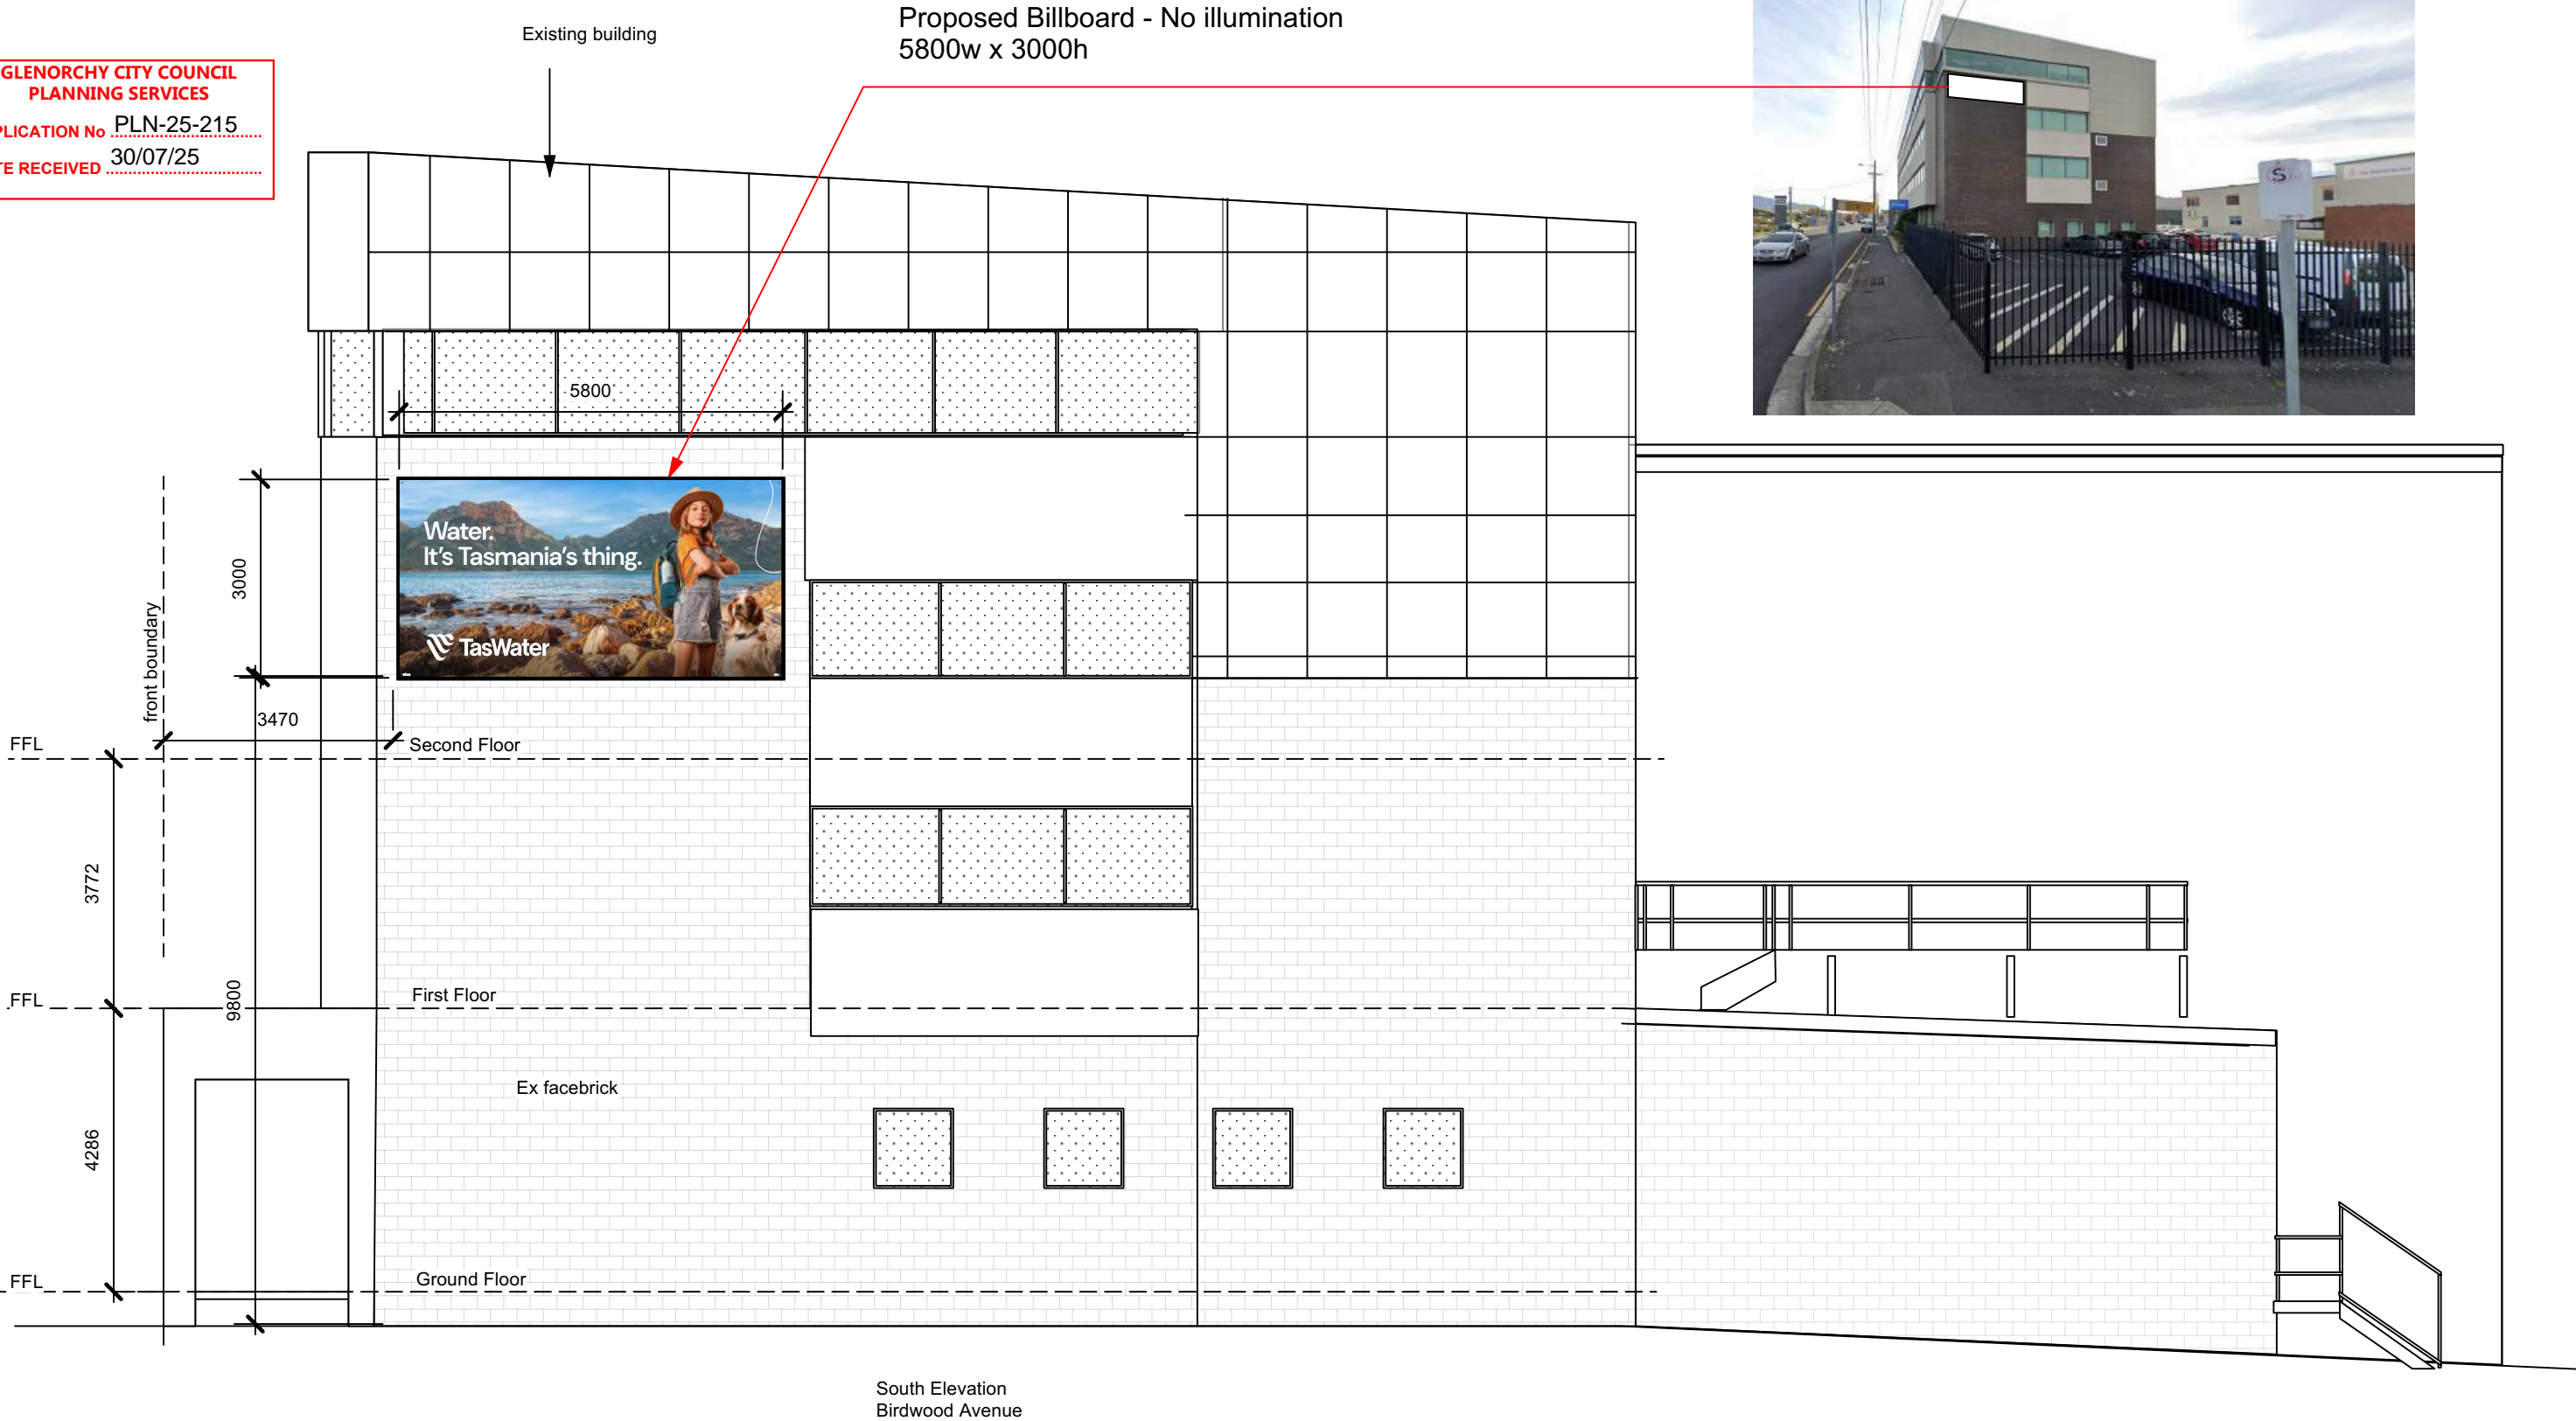 Existing building
Proposed Billboard - No illumination
5800w x 3000h
GLENORCHY CITY COUNCIL
PLANNING SERVICES
PLICATION No PLN-25-215
TE RECEIVED 30/07/25
5800
3000
front boundary
Water.
It's Tasmania's thing.
TasWater
3470
FFL
Second Floor
3772
9800
FFL
First Floor
Ex facebrick
4286
FFL
Ground Floor
South Elevation
Birdwood Avenue
S